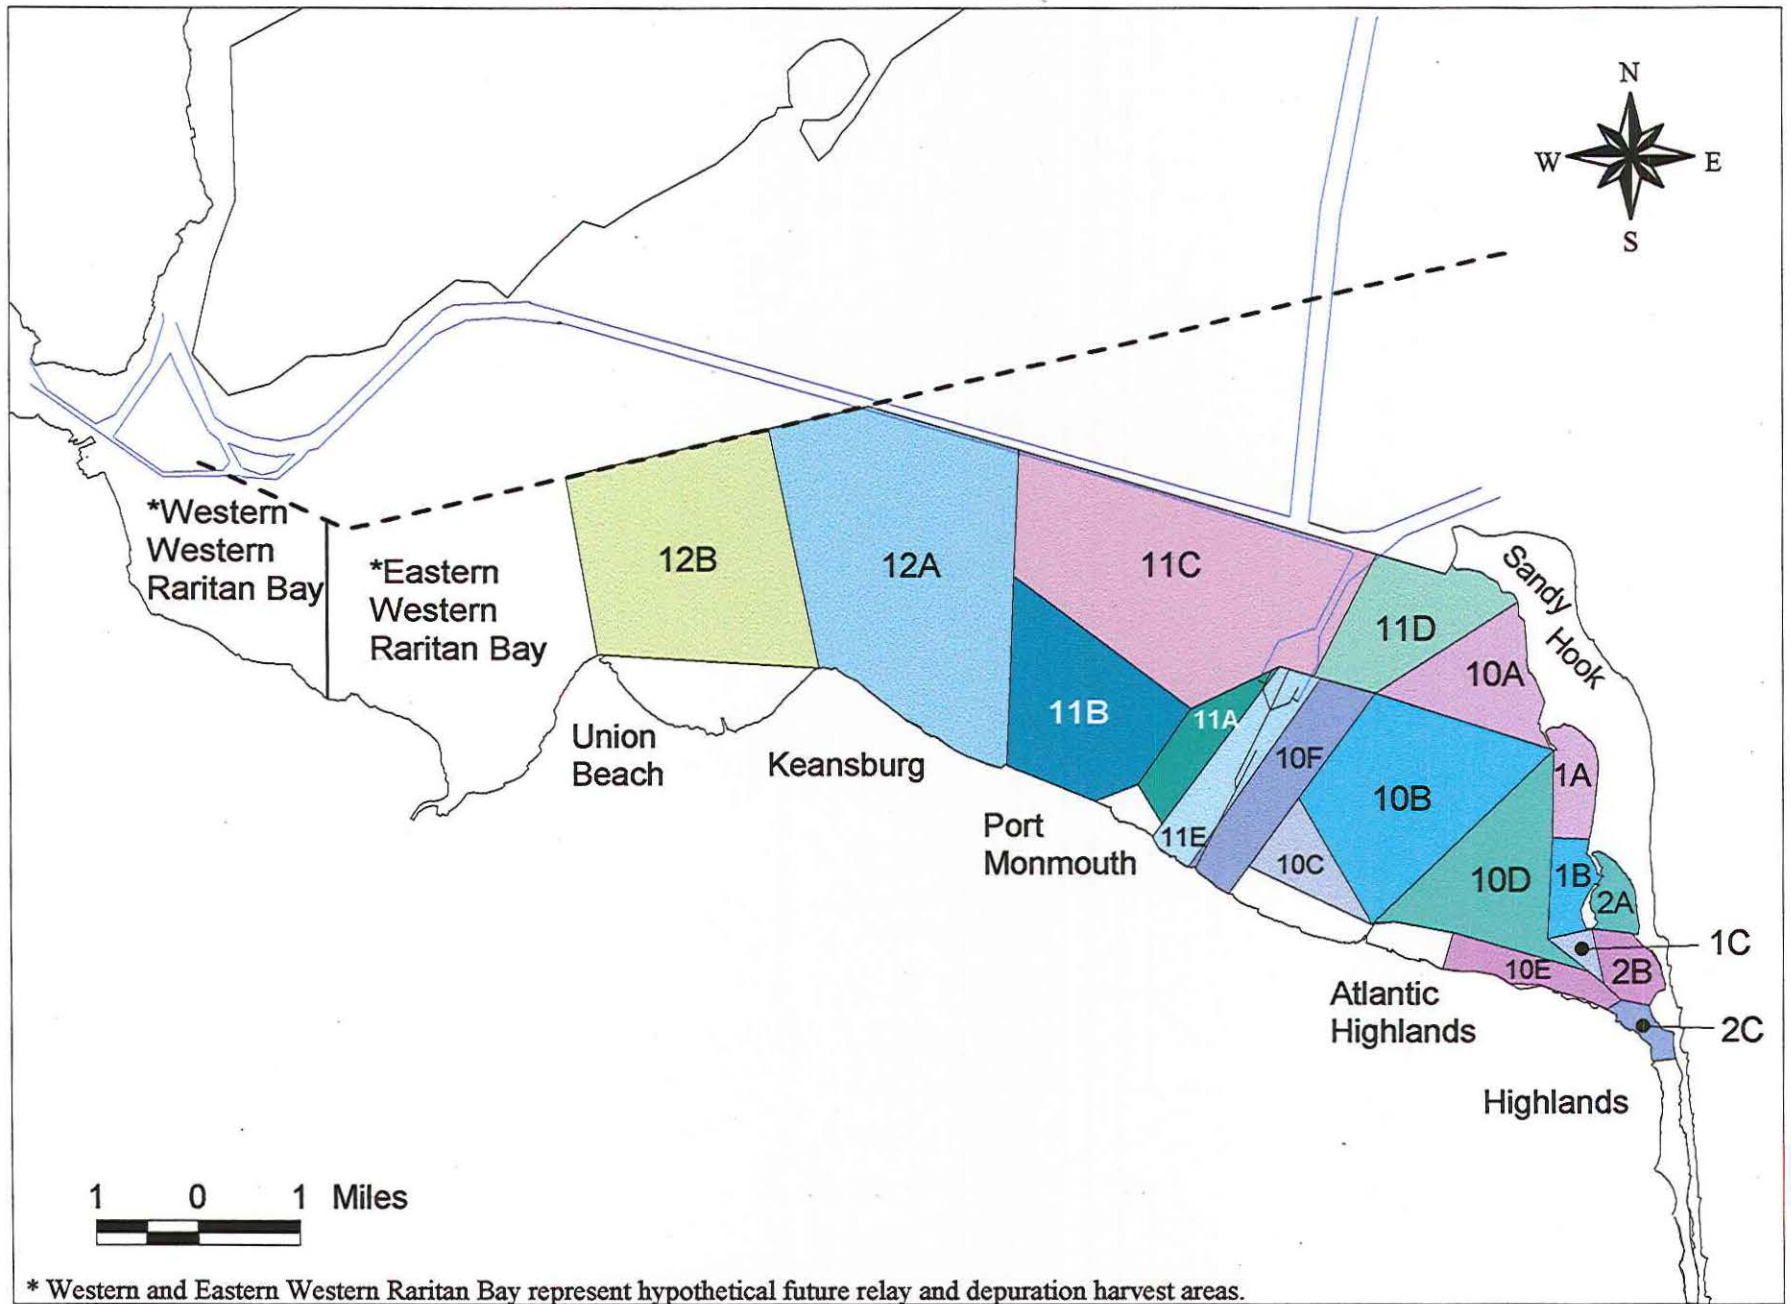 N
W E
S
Sandy
Hook
*Western
Western
Raritan Bay
*Eastern
Western
Raritan Bay
12B
12A
11C
11D
10A
11B
11A
10F
10B
1A
11E
10C
10D
1B
2A
1C
10E
2B
2C
Union
Beach
Keansburg
Port
Monmouth
Atlantic
Highlands
Highlands
1 0 1 Miles
* Western and Eastern Western Raritan Bay represent hypothetical future relay and depuration harvest areas.